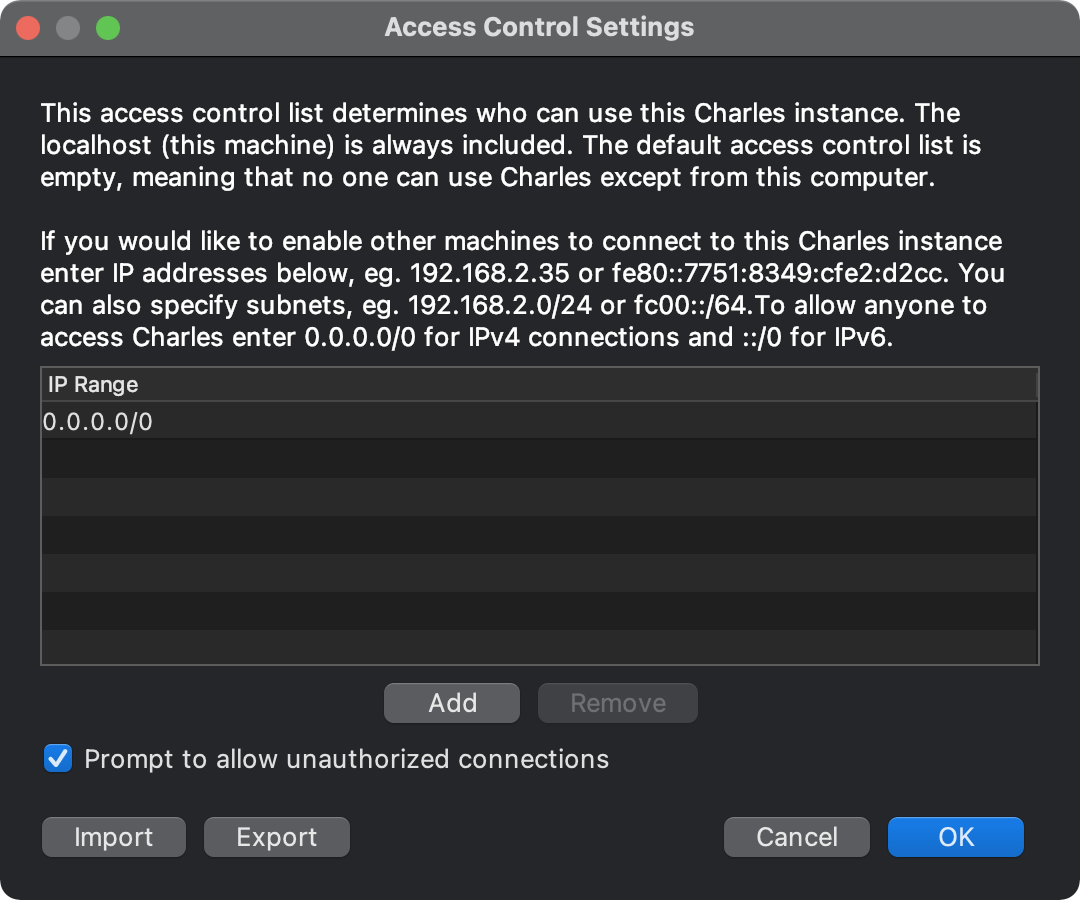 Access Control Settings
This access control list determines who can use this Charles instance. The
localhost (this machine) is always included. The default access control list is
empty, meaning that no one can use Charles except from this computer.
If you would like to enable other machines to connect to this Charles instance
enter IP addresses below, eg. 192.168.2.35 or fe80::7751:8349:cfe2:d2cc. You
can also specify subnets, eg. 192.168.2.0/24 or fc00::/64.To allow anyone to
access Charles enter 0.0.0.0/0 for IPv4 connections and ::/0 for IPv6.
IP Range
0.0.0.0/0
Add Remove
Prompt to allow unauthorized connections
Import Export Cancel OK